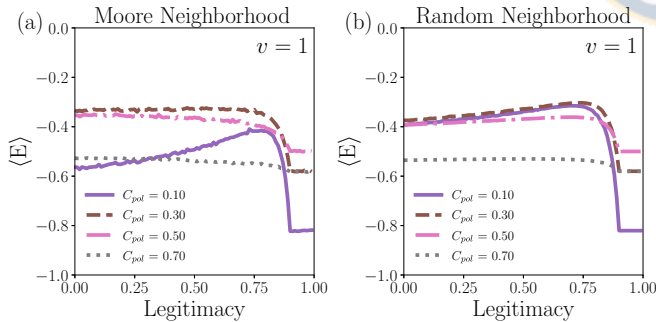 (a) Moore Neighborhood
v = 1
0.0
−0.2
−0.4
−0.6
−0.8
−1.0
⟨E⟩
C_pol = 0.10
C_pol = 0.30
C_pol = 0.50
C_pol = 0.70
0.00 0.25 0.50 0.75 1.00
Legitimacy
(b) Random Neighborhood
v = 1
0.0
−0.2
−0.4
−0.6
−0.8
−1.0
⟨E⟩
C_pol = 0.10
C_pol = 0.30
C_pol = 0.50
C_pol = 0.70
0.00 0.25 0.50 0.75 1.00
Legitimacy